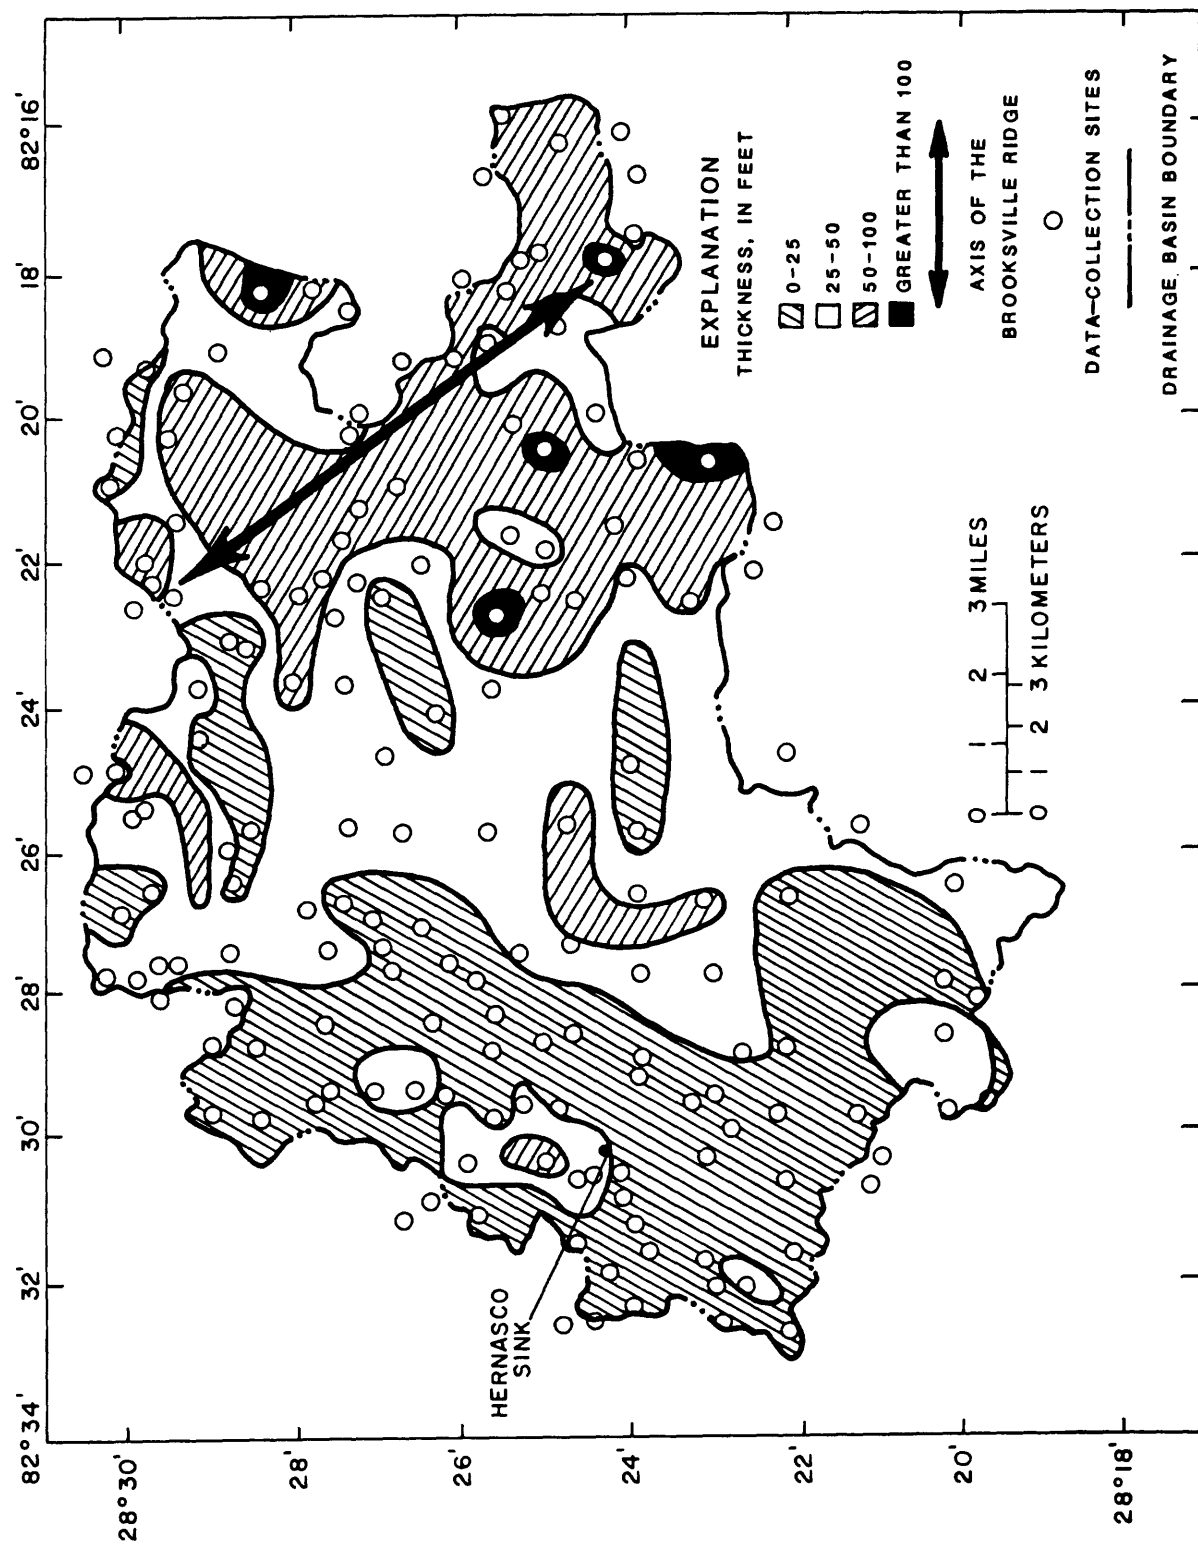 82°34'
32'
30'
28'
26'
24'
22'
20'
18'
82°16'
28°30'
28'
26'
24'
22'
20'
28°18'
HERNASCO
SINK
EXPLANATION
THICKNESS, IN FEET
0-25
25-50
50-100
GREATER THAN 100
AXIS OF THE
BROOKSVILLE RIDGE
DATA-COLLECTION SITES
DRAINAGE BASIN BOUNDARY
0 1 2 3 MILES
0 1 2 3 KILOMETERS